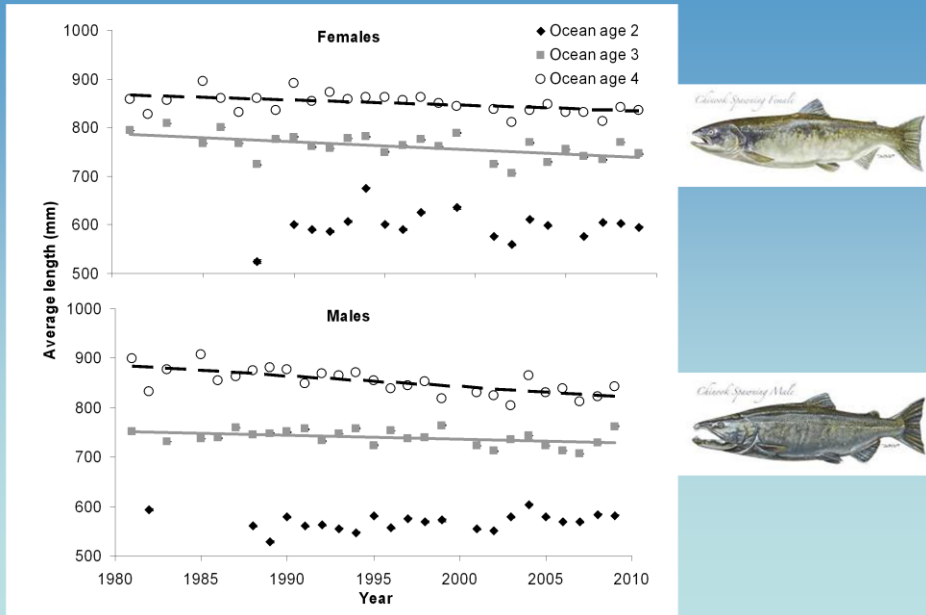 Females
Ocean age 2
Ocean age 3
Ocean age 4
1000
900
800
700
600
500
Average length (mm)
Males
1000
900
800
700
600
500
1980
1985
1990
1995
2000
2005
2010
Year
Chinook Spawning Female
Chinook Spawning Male